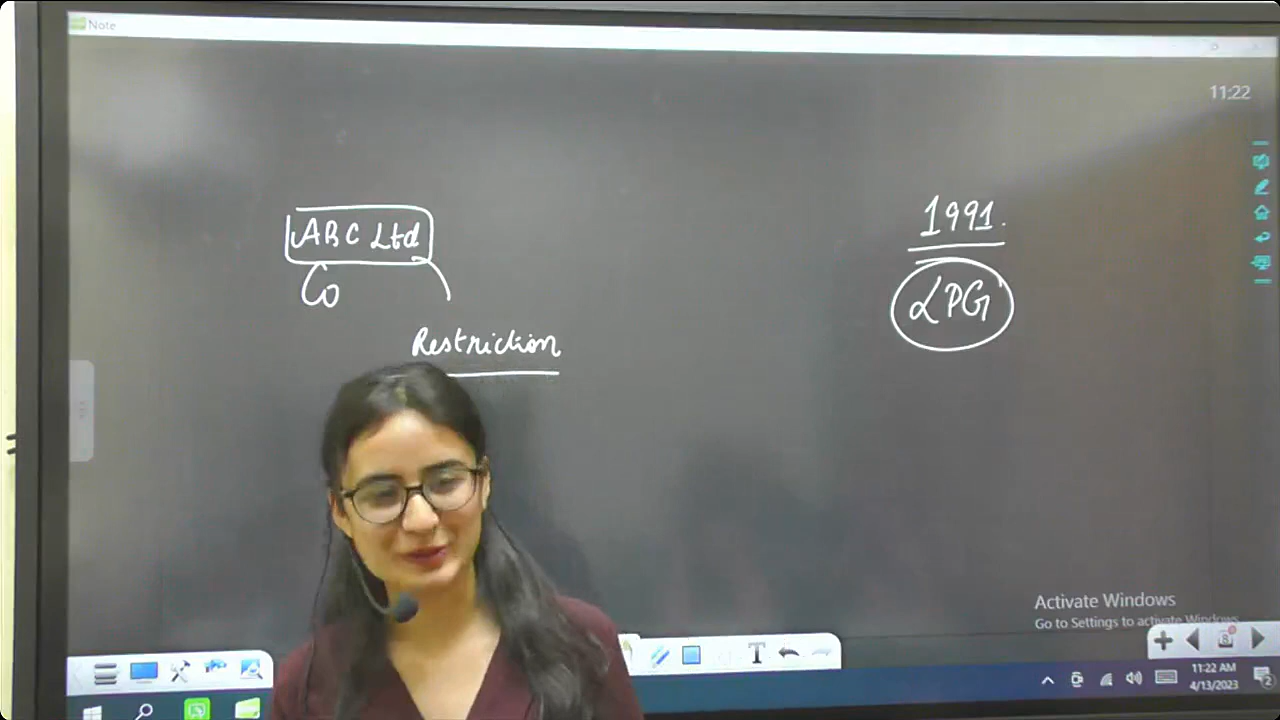 Note
11:22
ABC Ltd
Co
Restriction
1991.
LPG
Activate Windows
Go to Settings to activate Windows.
T
11:22 AM
4/13/2023